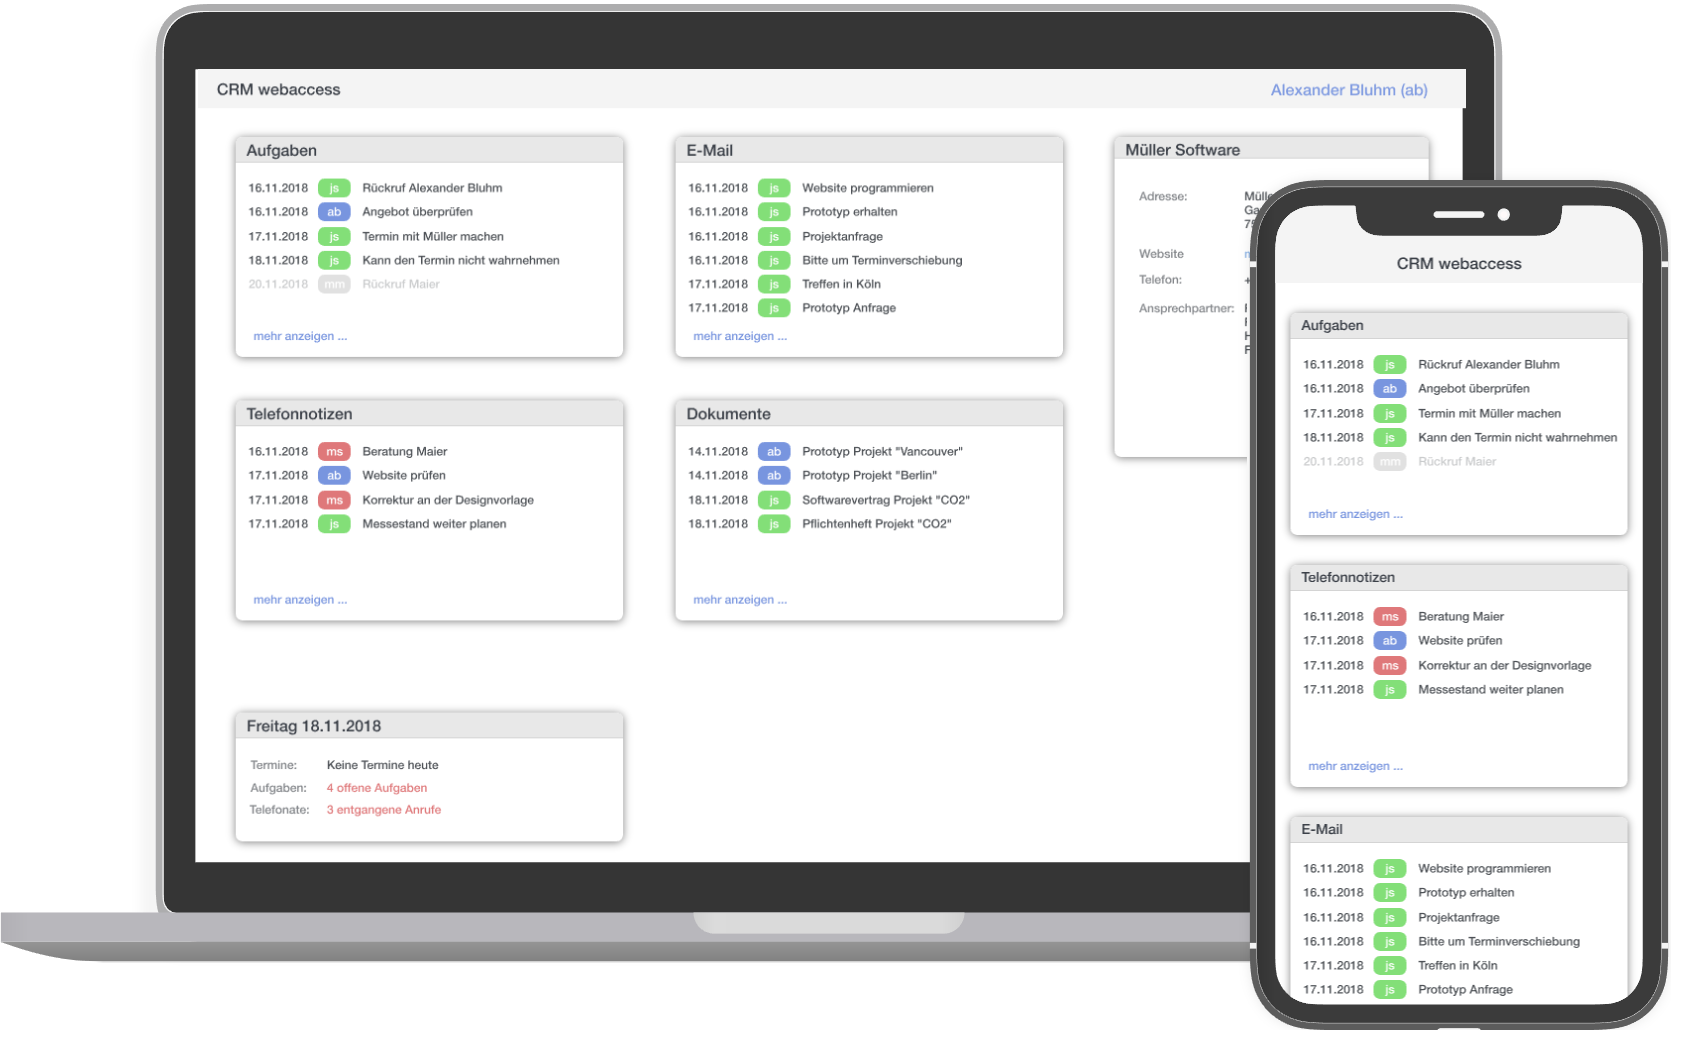 CRM webaccess
Alexander Bluhm (ab)
Aufgaben
16.11.2018 js Rückruf Alexander Bluhm
16.11.2018 ab Angebot überprüfen
17.11.2018 js Termin mit Müller machen
18.11.2018 js Kann den Termin nicht wahrnehmen
20.11.2018 mm Rückruf Maier
mehr anzeigen ...
E-Mail
16.11.2018 js Website programmieren
16.11.2018 js Prototyp erhalten
16.11.2018 js Projektanfrage
16.11.2018 js Bitte um Terminverschiebung
17.11.2018 js Treffen in Köln
17.11.2018 js Prototyp Anfrage
mehr anzeigen ...
Müller Software
Adresse:
Website
Telefon:
Ansprechpartner:
Telefonnotizen
16.11.2018 ms Beratung Maier
17.11.2018 ab Website prüfen
17.11.2018 ms Korrektur an der Designvorlage
17.11.2018 js Messestand weiter planen
mehr anzeigen ...
Dokumente
14.11.2018 ab Prototyp Projekt "Vancouver"
14.11.2018 ab Prototyp Projekt "Berlin"
18.11.2018 js Softwarevertrag Projekt "CO2"
18.11.2018 js Pflichtenheft Projekt "CO2"
mehr anzeigen ...
Freitag 18.11.2018
Termine: Keine Termine heute
Aufgaben: 4 offene Aufgaben
Telefonate: 3 entgangene Anrufe
CRM webaccess
Aufgaben
16.11.2018 js Rückruf Alexander Bluhm
16.11.2018 ab Angebot überprüfen
17.11.2018 js Termin mit Müller machen
18.11.2018 js Kann den Termin nicht wahrnehmen
20.11.2018 mm Rückruf Maier
mehr anzeigen ...
Telefonnotizen
16.11.2018 ms Beratung Maier
17.11.2018 ab Website prüfen
17.11.2018 ms Korrektur an der Designvorlage
17.11.2018 js Messestand weiter planen
mehr anzeigen ...
E-Mail
16.11.2018 js Website programmieren
16.11.2018 js Prototyp erhalten
16.11.2018 js Projektanfrage
16.11.2018 js Bitte um Terminverschiebung
17.11.2018 js Treffen in Köln
17.11.2018 js Prototyp Anfrage